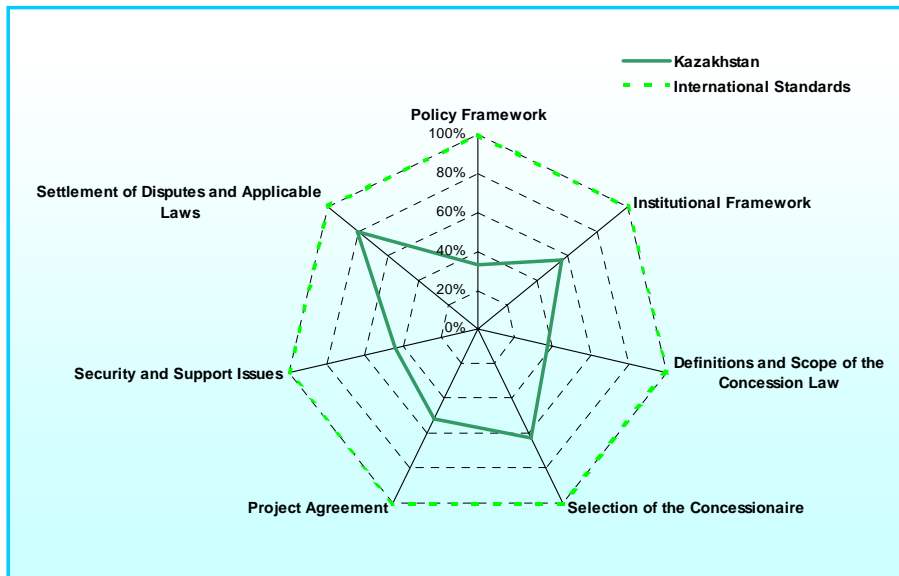 Kazakhstan
International Standards
Policy Framework
100%
80%
60%
40%
20%
0%
Settlement of Disputes and Applicable
Laws
Institutional Framework
Security and Support Issues
Definitions and Scope of the
Concession Law
Project Agreement
Selection of the Concessionaire